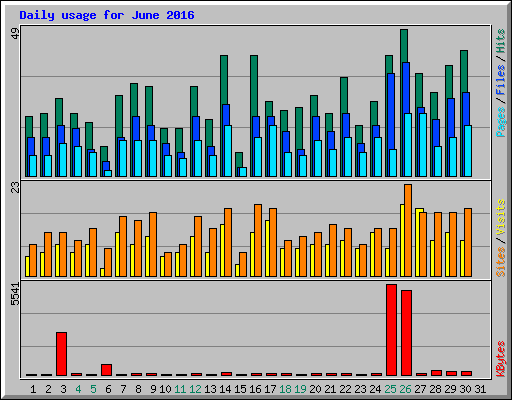 Daily usage for June 2016
49
Pages / Files / Hits
23
Sites / Visits
5541
KBytes
1 2 3 4 5 6 7 8 9 10 11 12 13 14 15 16 17 18 19 20 21 22 23 24 25 26 27 28 29 30 31